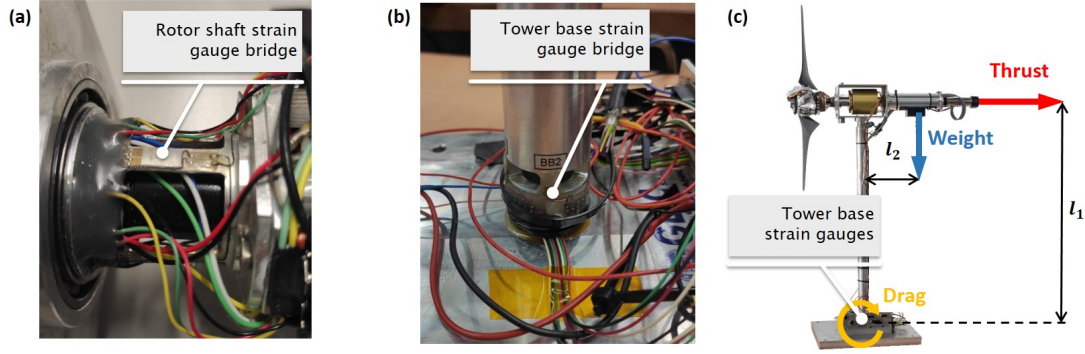 (a)
Rotor shaft strain
gauge bridge
(b)
Tower base strain
gauge bridge
BB2
(c)
Thrust
Weight
l₂
l₁
Tower base
strain gauges
Drag